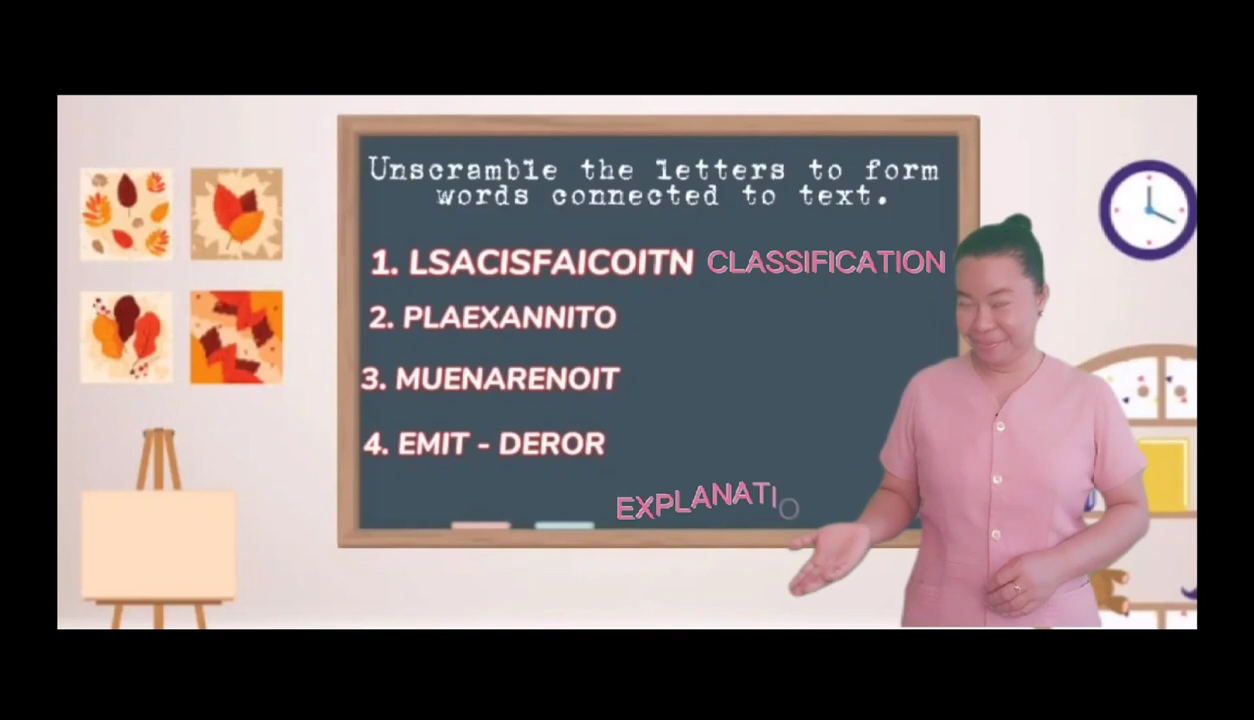 Unscramble the letters to form
words connected to text.
1. LSACISFAICOITN CLASSIFICATION
2. PLAEXANNITO
3. MUENARENOIT
4. EMIT - DEROR
EXPLANATIO